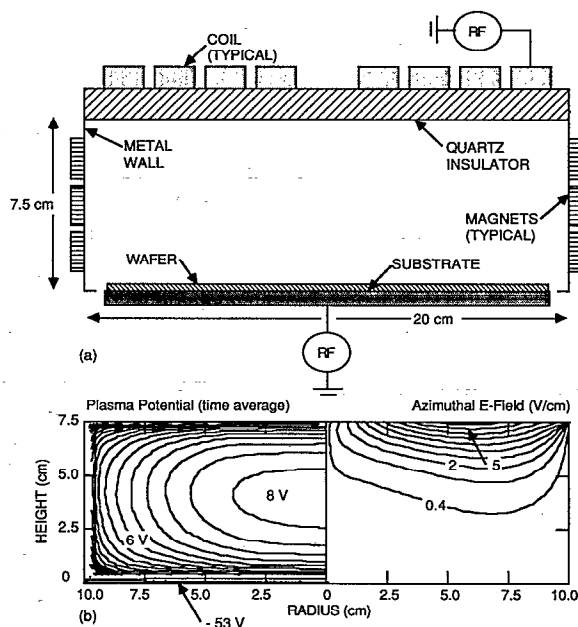 RF
COIL
(TYPICAL)
METAL
WALL
QUARTZ
INSULATOR
7.5 cm
MAGNETS
(TYPICAL)
WAFER
SUBSTRATE
20 cm
RF
(a)
Plasma Potential (time average)
Azimuthal E-Field (V/cm)
7.5
5.0
2.5
0
HEIGHT (cm)
8 V
6 V
2
5
0.4
10.0 7.5 5.0 2.5 0 2.5 5.0 7.5 10.0
RADIUS (cm)
(b)
- 53 V